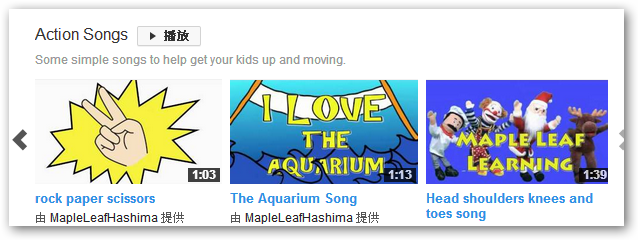 Action Songs ▶ 播放
Some simple songs to help get your kids up and moving.
I LOVE
THE
AQUARIUM
MAPLE LEAF
LEARNING
1:03
1:13
1:39
rock paper scissors
The Aquarium Song
Head shoulders knees and
toes song
由 MapleLeafHashima 提供
由 MapleLeafHashima 提供